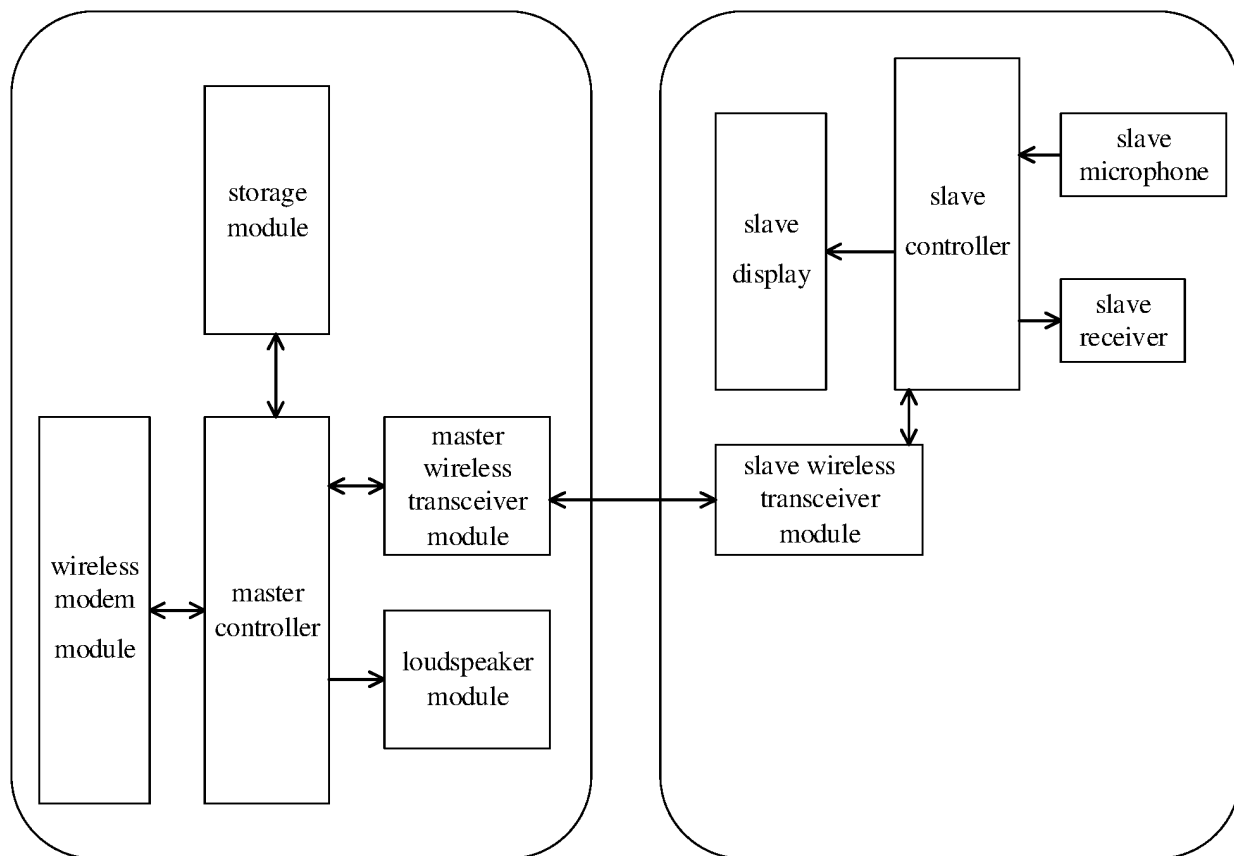 storage
module
wireless
modem
module
master
controller
master
wireless
transceiver
module
loudspeaker
module
slave
display
slave
controller
slave
microphone
slave
receiver
slave wireless
transceiver
module